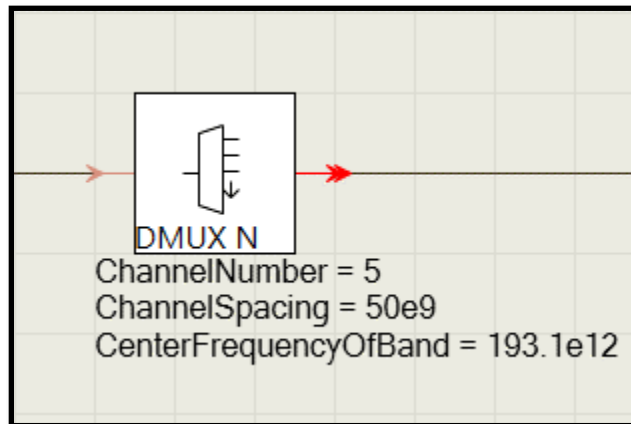 DMUX N
ChannelNumber = 5
ChannelSpacing = 50e9
CenterFrequencyOfBand = 193.1e12